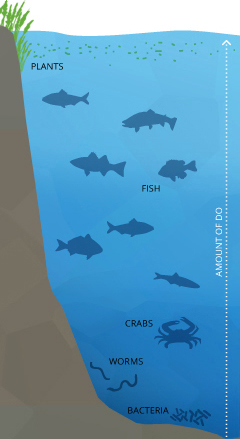 PLANTS
FISH
AMOUNT OF DO
CRABS
WORMS
BACTERIA